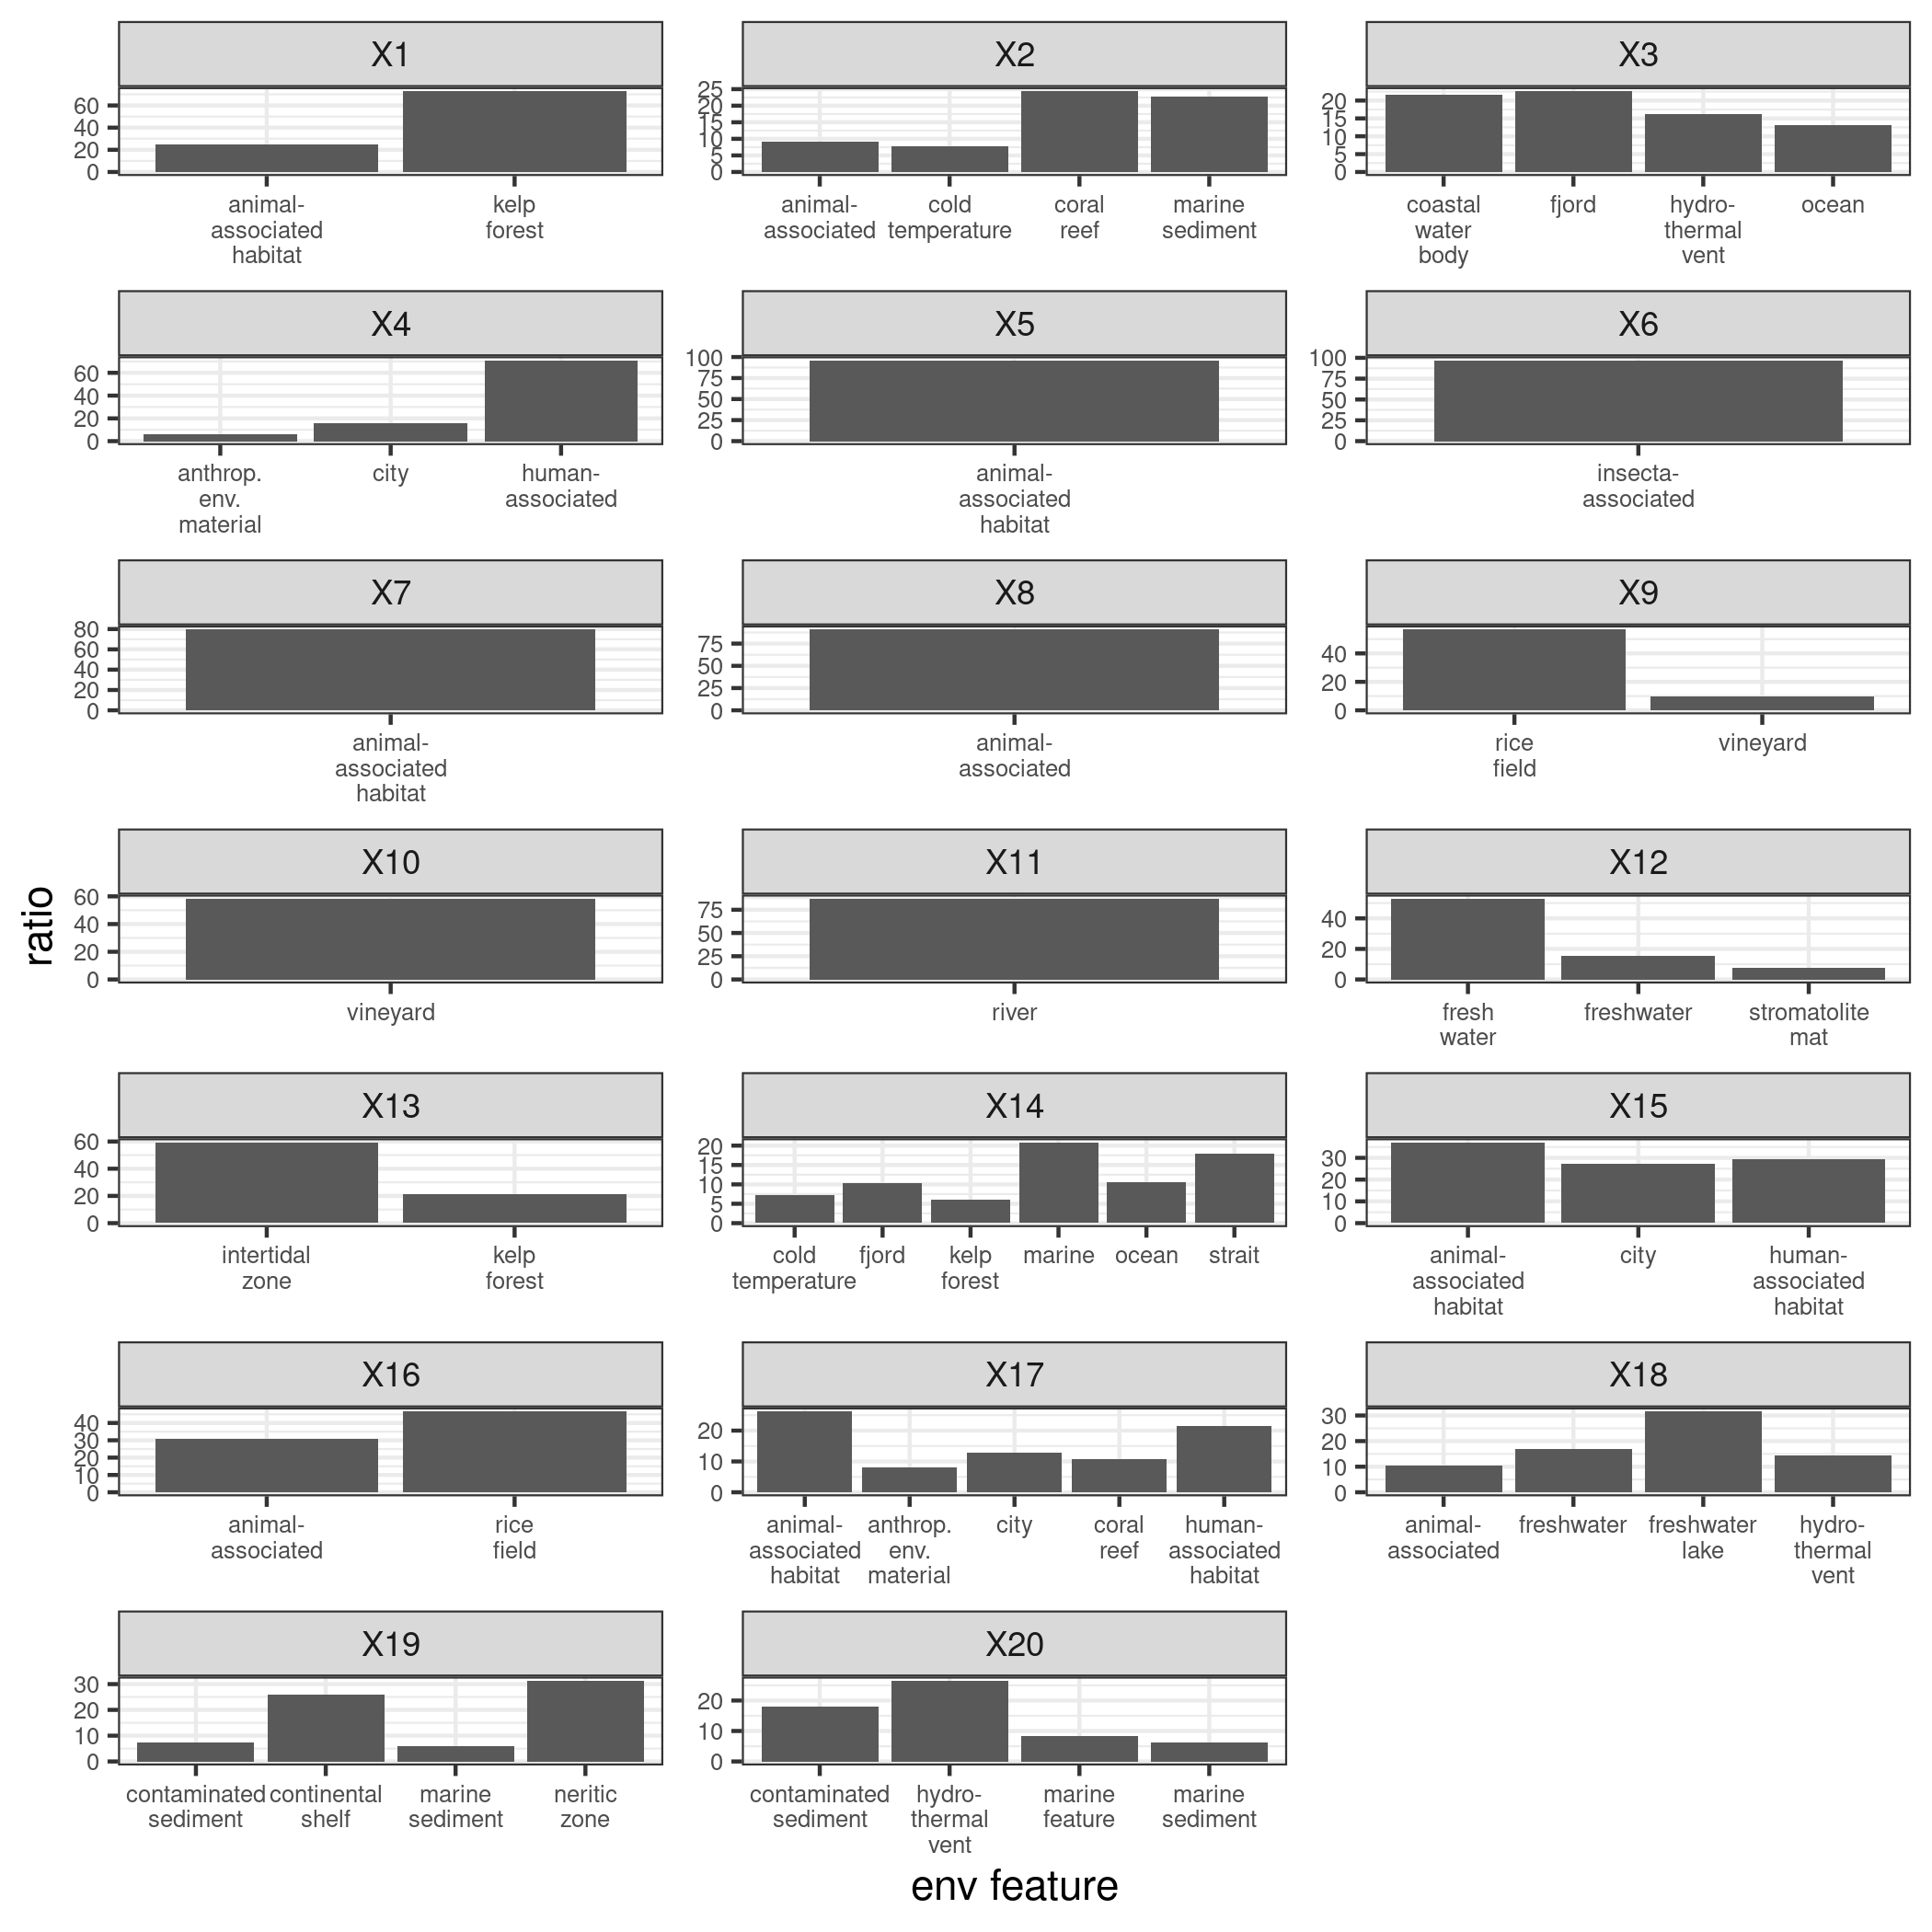 X1
60
40
20
0
animal-
associated
habitat
kelp
forest
X2
25
20
15
10
5
0
animal-
associated
cold
temperature
coral
reef
marine
sediment
X3
20
15
10
5
0
coastal
water
body
fjord
hydro-
thermal
vent
ocean
X4
60
40
20
0
anthrop.
env.
material
city
human-
associated
X5
100
75
50
25
0
animal-
associated
habitat
X6
100
75
50
25
0
insecta-
associated
X7
80
60
40
20
0
animal-
associated
habitat
X8
75
50
25
0
animal-
associated
X9
40
20
0
rice
field
vineyard
ratio
X10
60
40
20
0
vineyard
X11
75
50
25
0
river
X12
40
20
0
fresh
water
freshwater
stromatolite
mat
X13
60
40
20
0
intertidal
zone
kelp
forest
X14
20
15
10
5
0
cold
temperature
fjord
kelp
forest
marine
ocean
strait
X15
30
20
10
0
animal-
associated
habitat
city
human-
associated
habitat
X16
40
30
20
10
0
animal-
associated
rice
field
X17
20
10
0
animal-
associated
habitat
anthrop.
env.
material
city
coral
reef
human-
associated
habitat
X18
30
20
10
0
animal-
associated
freshwater
freshwater
lake
hydro-
thermal
vent
X19
30
20
10
0
contaminated
sediment
continental
shelf
marine
sediment
neritic
zone
X20
20
10
0
contaminated
sediment
hydro-
thermal
vent
marine
feature
marine
sediment
env feature